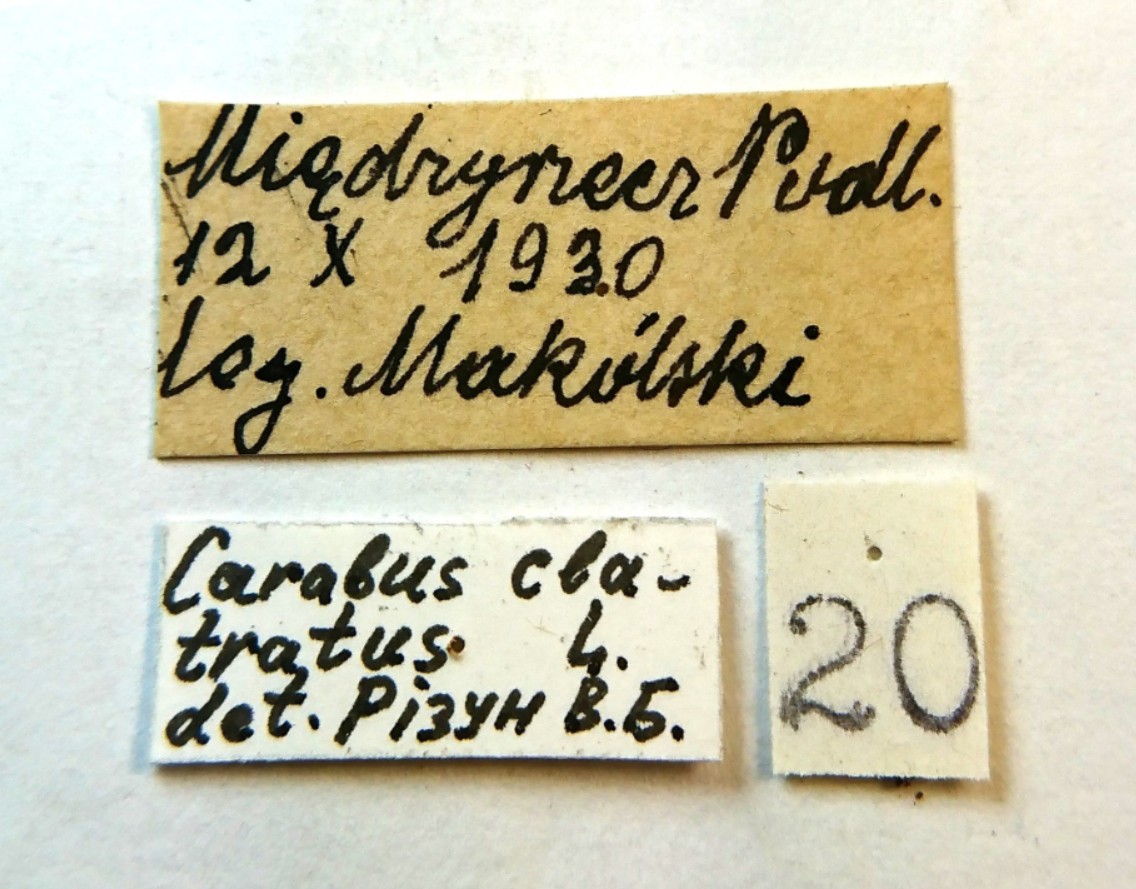 Międzyrzecz Podl.
12 X 1930
leg. Makólski
Carabus cla-
tratus L.
det. Різун В.Б.
20